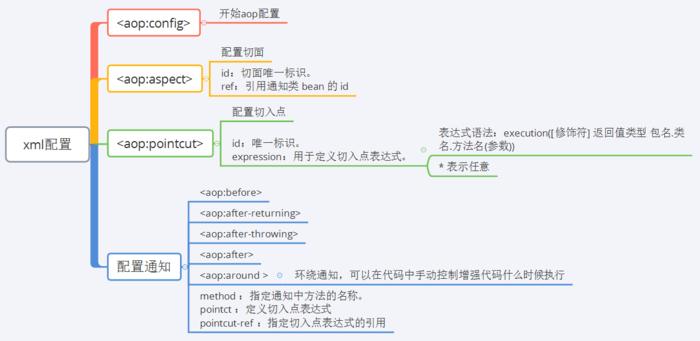 xml配置
<aop:config>
开始aop配置
<aop:aspect>
配置切面
id：切面唯一标识。
ref：引用通知类 bean 的 id
<aop:pointcut>
配置切入点
id：唯一标识。
expression：用于定义切入点表达式。
表达式语法：execution([修饰符] 返回值类型 包名.类
名.方法名(参数))
* 表示任意
配置通知
<aop:before>
<aop:after-returning>
<aop:after-throwing>
<aop:after>
<aop:around >
环绕通知，可以在代码中手动控制增强代码什么时候执行
method ：指定通知中方法的名称。
pointct ：定义切入点表达式
pointcut-ref ：指定切入点表达式的引用